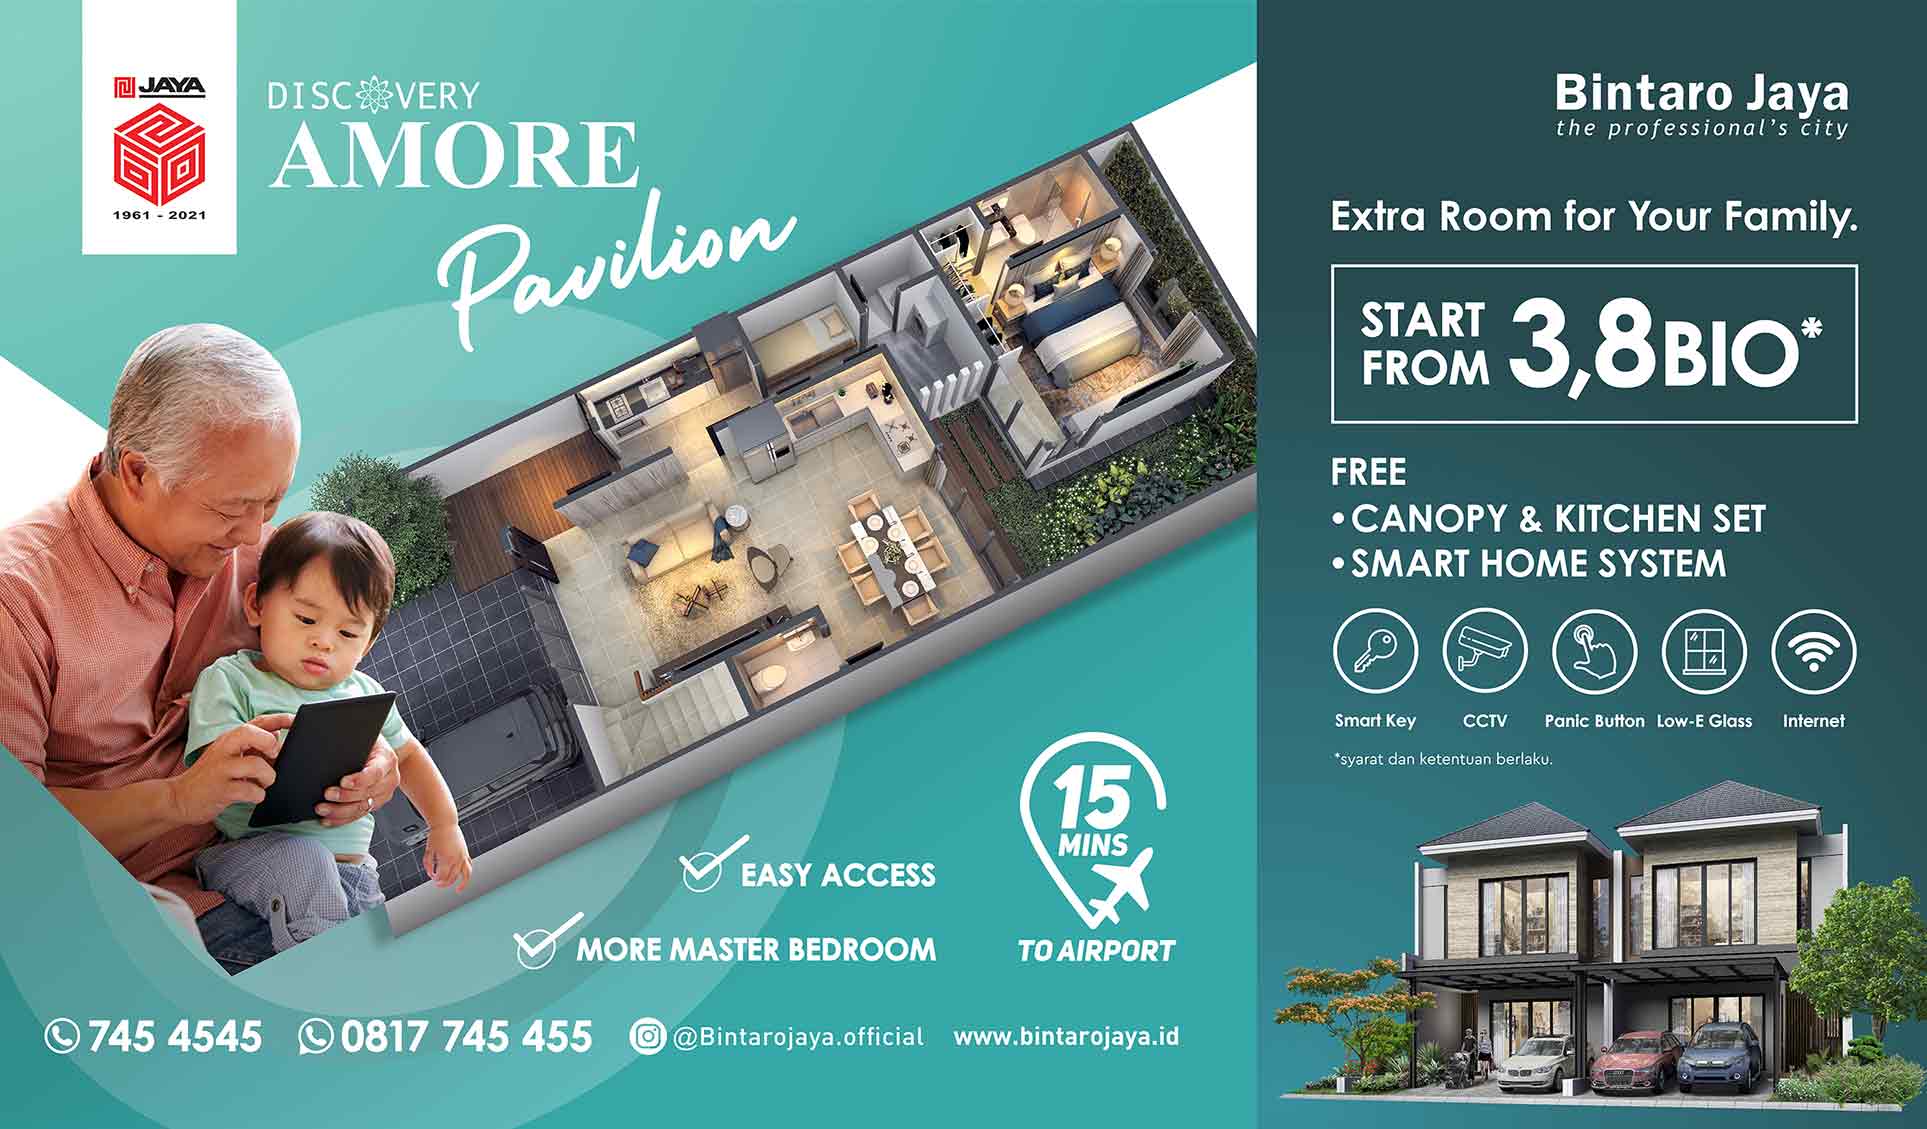 JAYA
60
1961 - 2021
DISCOVERY
AMORE
Pavilion
15
MINS
TO AIRPORT
EASY ACCESS
MORE MASTER BEDROOM
745 4545
0817 745 455
@Bintarojaya.official
www.bintarojaya.id
Bintaro Jaya
the professional's city
Extra Room for Your Family.
START
FROM
3,8BIO*
FREE
•CANOPY & KITCHEN SET
•SMART HOME SYSTEM
Smart Key
CCTV
Panic Button
Low-E Glass
Internet
*syarat dan ketentuan berlaku.